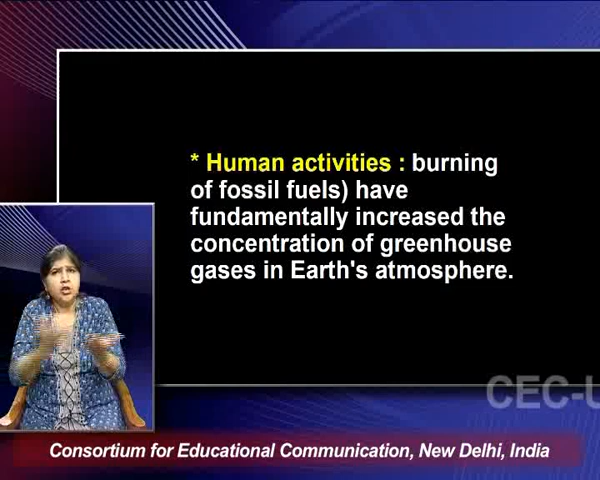 * Human activities : burning
of fossil fuels) have
fundamentally increased the
concentration of greenhouse
gases in Earth's atmosphere.
CEC-U
Consortium for Educational Communication, New Delhi, India